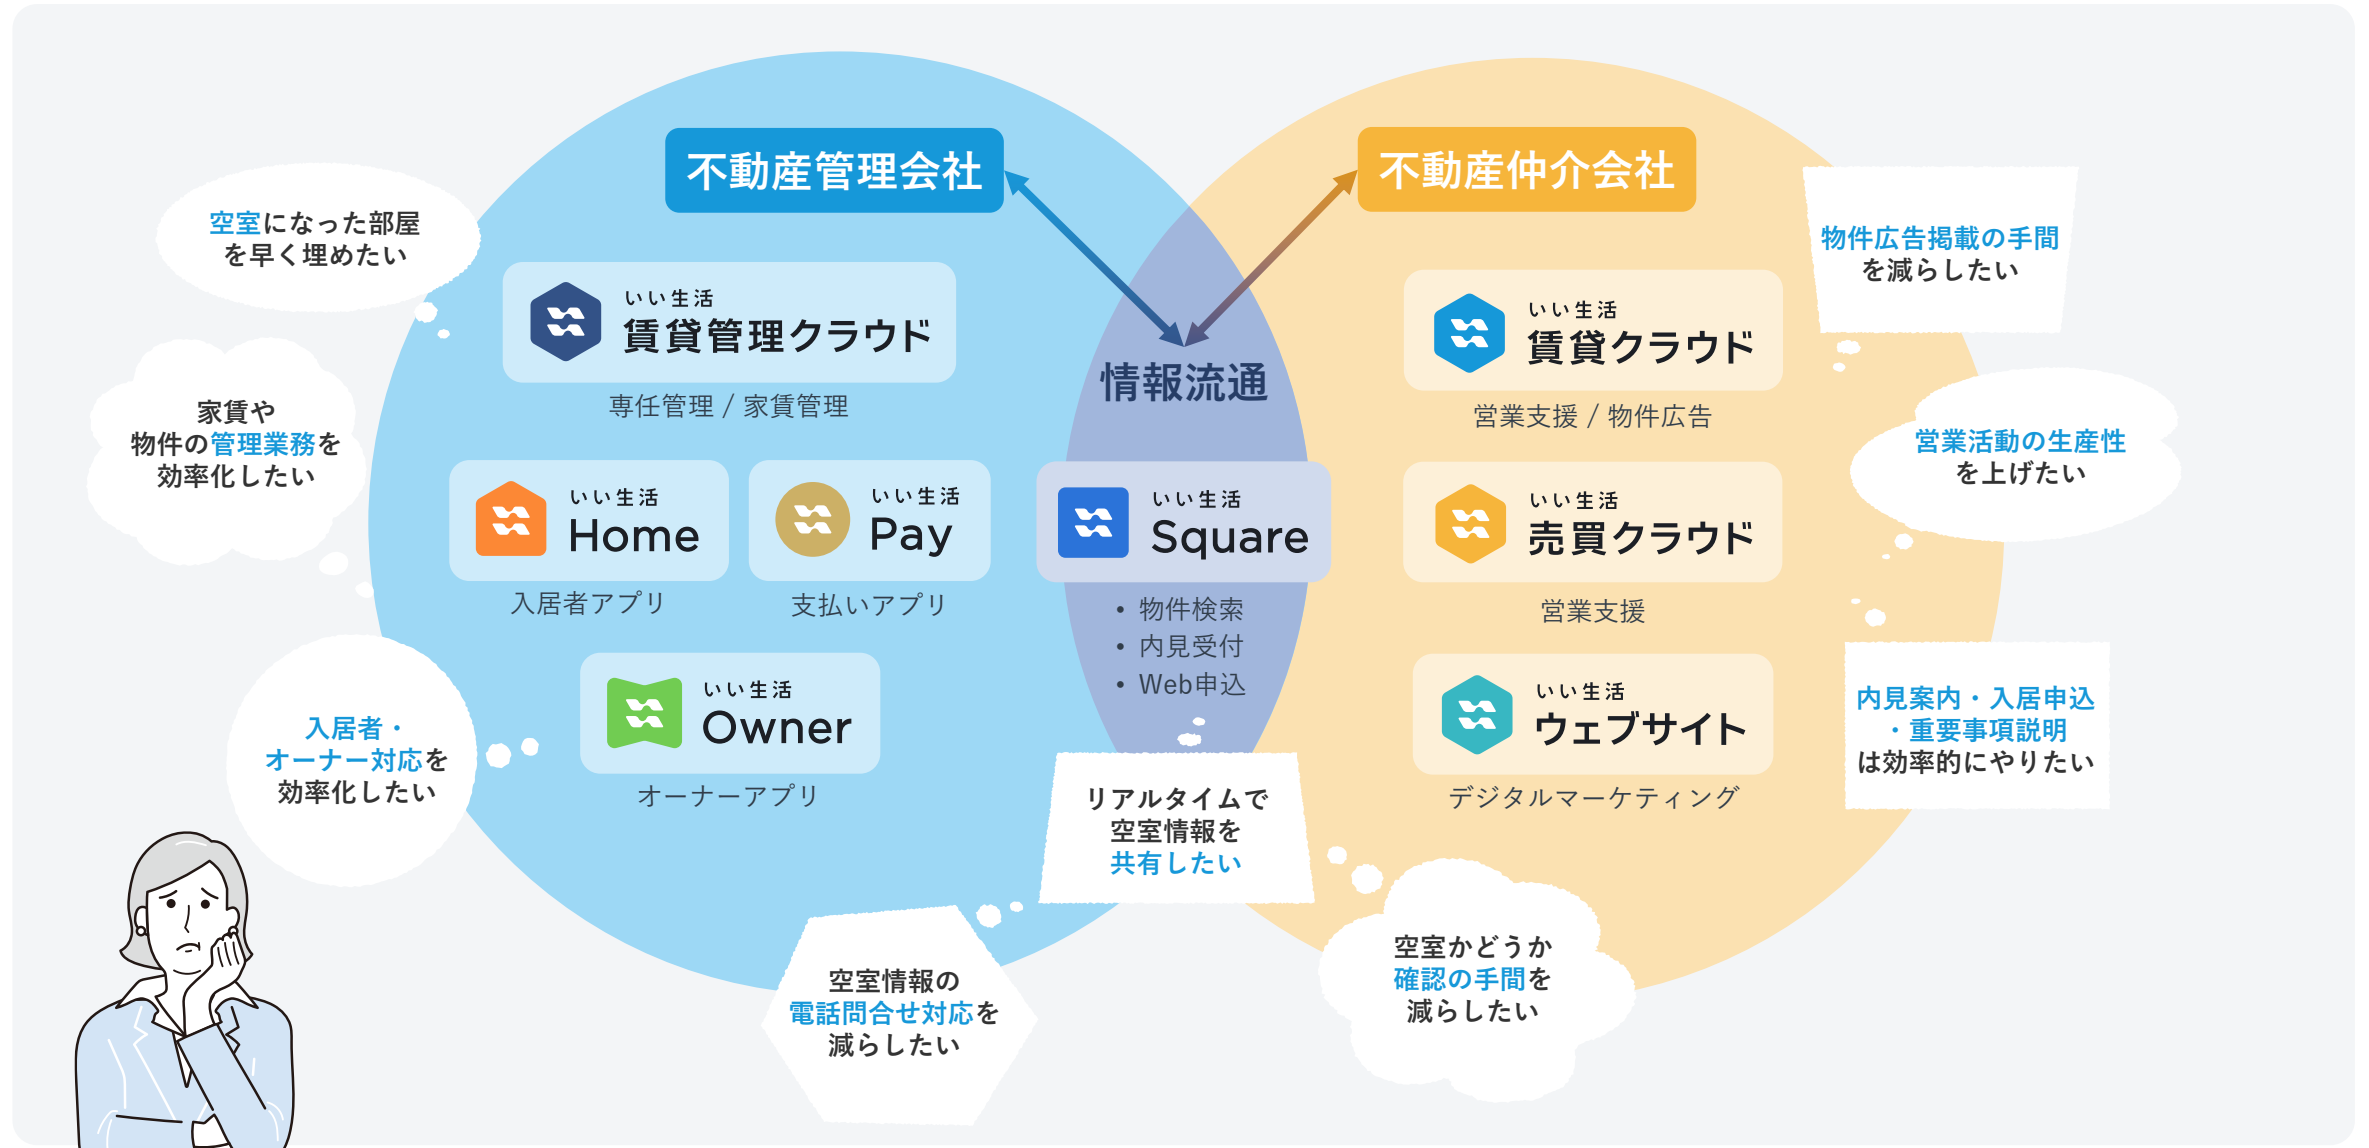 不動産管理会社
不動産仲介会社
空室になった部屋
を早く埋めたい
家賃や
物件の管理業務を
効率化したい
入居者・
オーナー対応を
効率化したい
いい生活
賃貸管理クラウド
専任管理 / 家賃管理
いい生活
Home
入居者アプリ
いい生活
Pay
支払いアプリ
いい生活
Owner
オーナーアプリ
情報流通
いい生活
Square
• 物件検索
• 内見受付
• Web申込
リアルタイムで
空室情報を
共有したい
空室情報の
電話問合せ対応を
減らしたい
いい生活
賃貸クラウド
営業支援 / 物件広告
いい生活
売買クラウド
営業支援
いい生活
ウェブサイト
デジタルマーケティング
物件広告掲載の手間
を減らしたい
営業活動の生産性
を上げたい
内見案内・入居申込
・重要事項説明
は効率的にやりたい
空室かどうか
確認の手間を
減らしたい